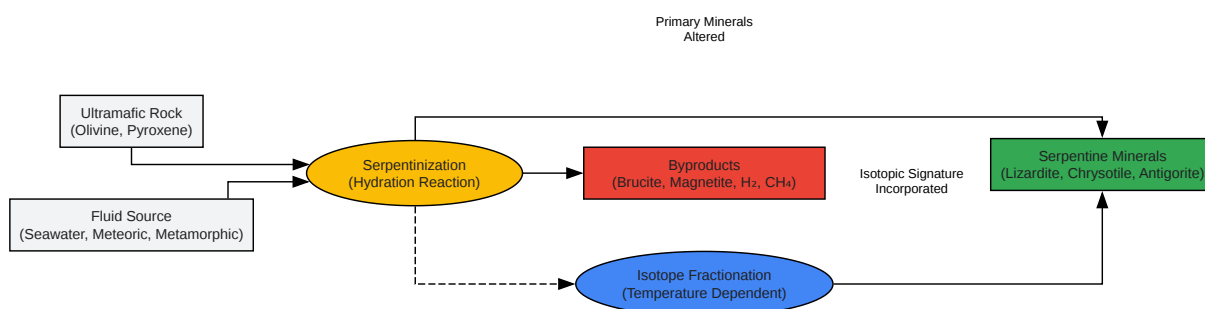 Primary Minerals
Altered
Ultramafic Rock
(Olivine, Pyroxene)
Serpentinization
(Hydration Reaction)
Byproducts
(Brucite, Magnetite, H₂, CH₄)
Isotopic Signature
Incorporated
Serpentine Minerals
(Lizardite, Chrysotile, Antigorite)
Fluid Source
(Seawater, Meteoric, Metamorphic)
Isotope Fractionation
(Temperature Dependent)